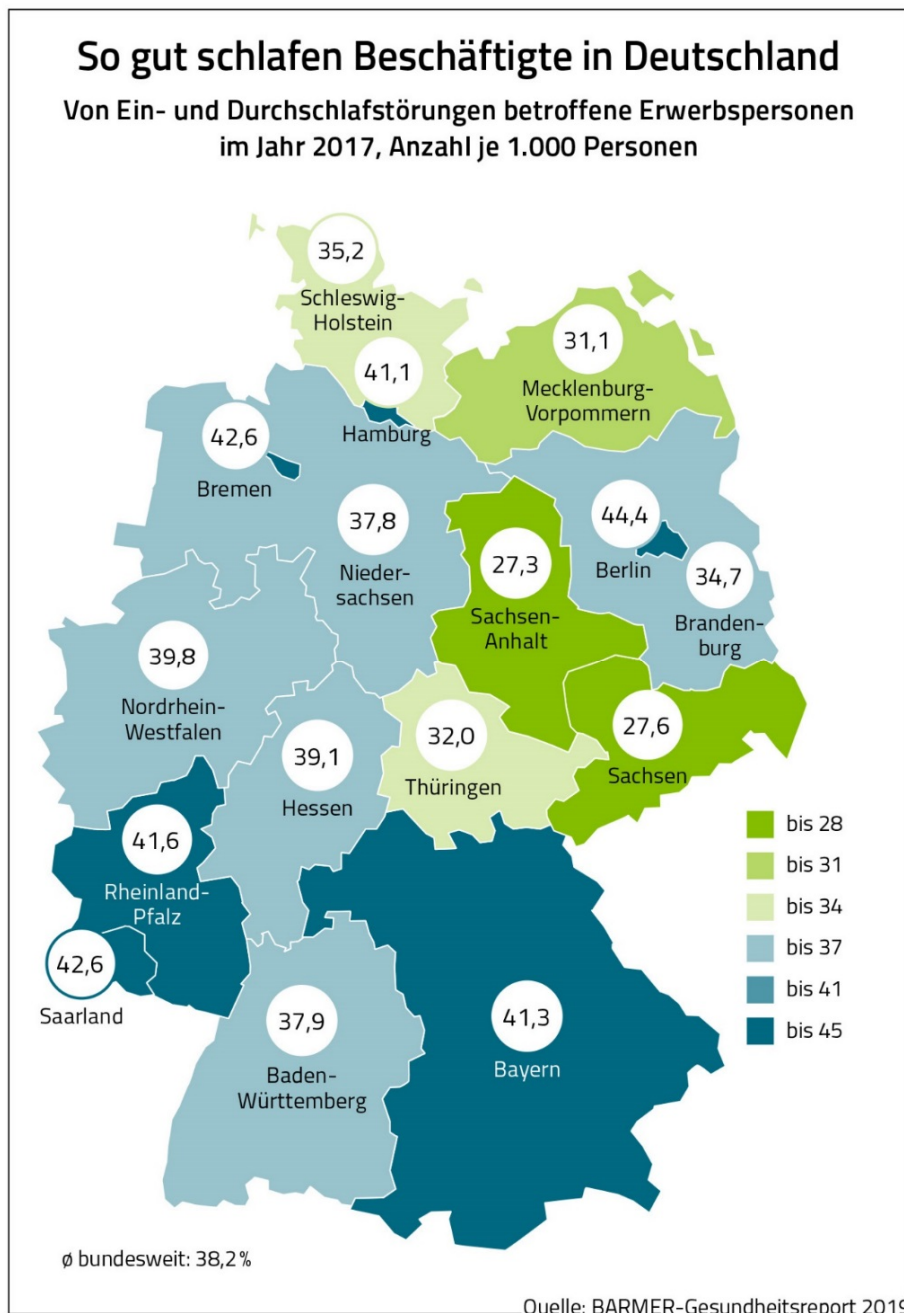 So gut schlafen Beschäftigte in Deutschland
Von Ein- und Durchschlafstörungen betroffene Erwerbspersonen
im Jahr 2017, Anzahl je 1.000 Personen
35,2
Schleswig-
Holstein
41,1
Hamburg
31,1
Mecklenburg-
Vorpommern
42,6
Bremen
37,8
Nieder-
sachsen
27,3
Sachsen-
Anhalt
44,4
Berlin
34,7
Branden-
burg
39,8
Nordrhein-
Westfalen
39,1
Hessen
32,0
Thüringen
27,6
Sachsen
41,6
Rheinland-
Pfalz
42,6
Saarland
37,9
Baden-
Württemberg
41,3
Bayern
bis 28
bis 31
bis 34
bis 37
bis 41
bis 45
ø bundesweit: 38,2%
Quelle: BARMER-Gesundheitsreport 2019